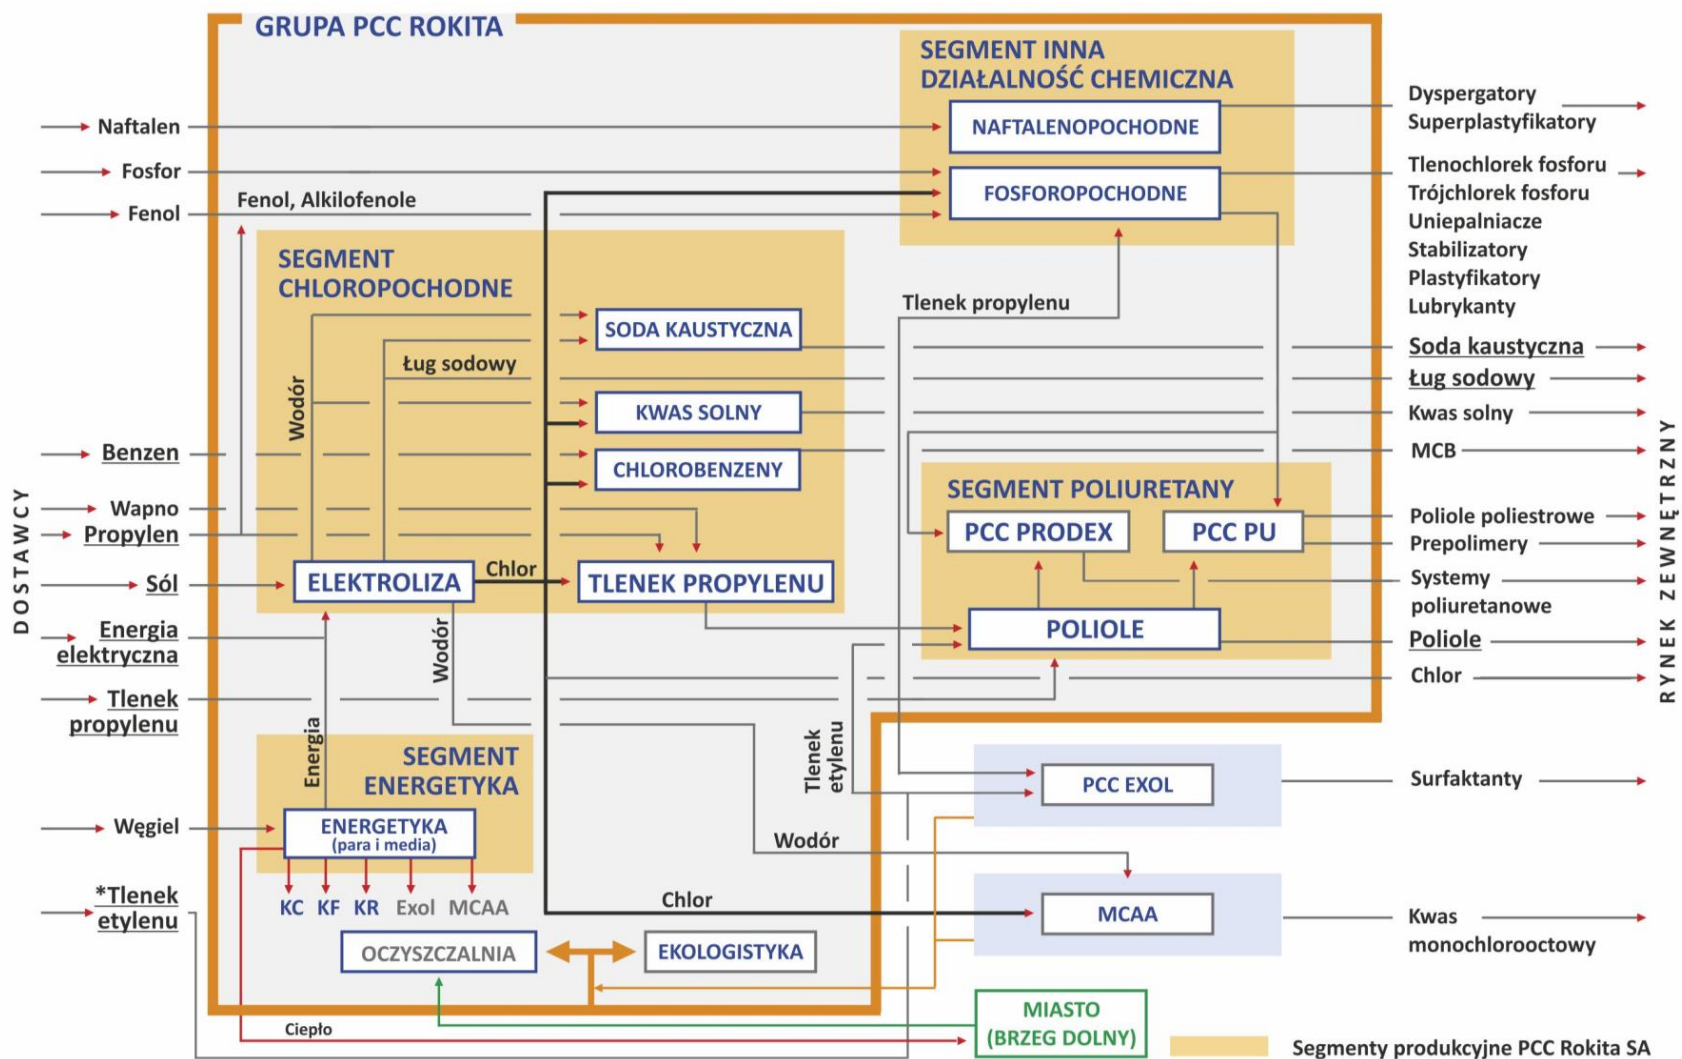 GRUPA PCC ROKITA
SEGMENT INNA
DZIAŁALNOŚĆ CHEMICZNA
NAFTALENOPOCHODNE
FOSFOROPOCHODNE
Dyspergatory
Superplastyfikatory
Tlenochlorek fosforu
Trójchlorek fosforu
Uniepalniacze
Stabilizatory
Plastyfikatory
Lubrykanty
Naftalen
Fosfor
Fenol
Fenol, Alkilofenole
SEGMENT
CHLOROPOCHODNE
Tlenek propylenu
SODA KAUSTYCZNA
Ług sodowy
Wodór
KWAS SOLNY
CHLOROBENZENY
Soda kaustyczna
Ług sodowy
Kwas solny
MCB
Benzen
Wapno
Propylen
Sól
DOSTAWCY
ELEKTROLIZA
Chlor
TLENEK PROPYLENU
SEGMENT POLIURETANY
PCC PRODEX
PCC PU
POLIOLE
Poliole poliestrowe
Prepolimery
Systemy
poliuretanowe
Poliole
Chlor
RYNEK ZEWNĘTRZNY
Energia
elektryczna
Tlenek
propylenu
Wodór
Energia
SEGMENT
ENERGETYKA
ENERGETYKA
(para i media)
Węgiel
KC KF KR Exol MCAA
Tlenek
etylenu
PCC EXOL
Surfaktanty
Wodór
Chlor
MCAA
Kwas
monochlorooctowy
*Tlenek
etylenu
OCZYSZCZALNIA
EKOLOGISTYKA
Ciepło
MIASTO
(BRZEG DOLNY)
Segmenty produkcyjne PCC Rokita SA